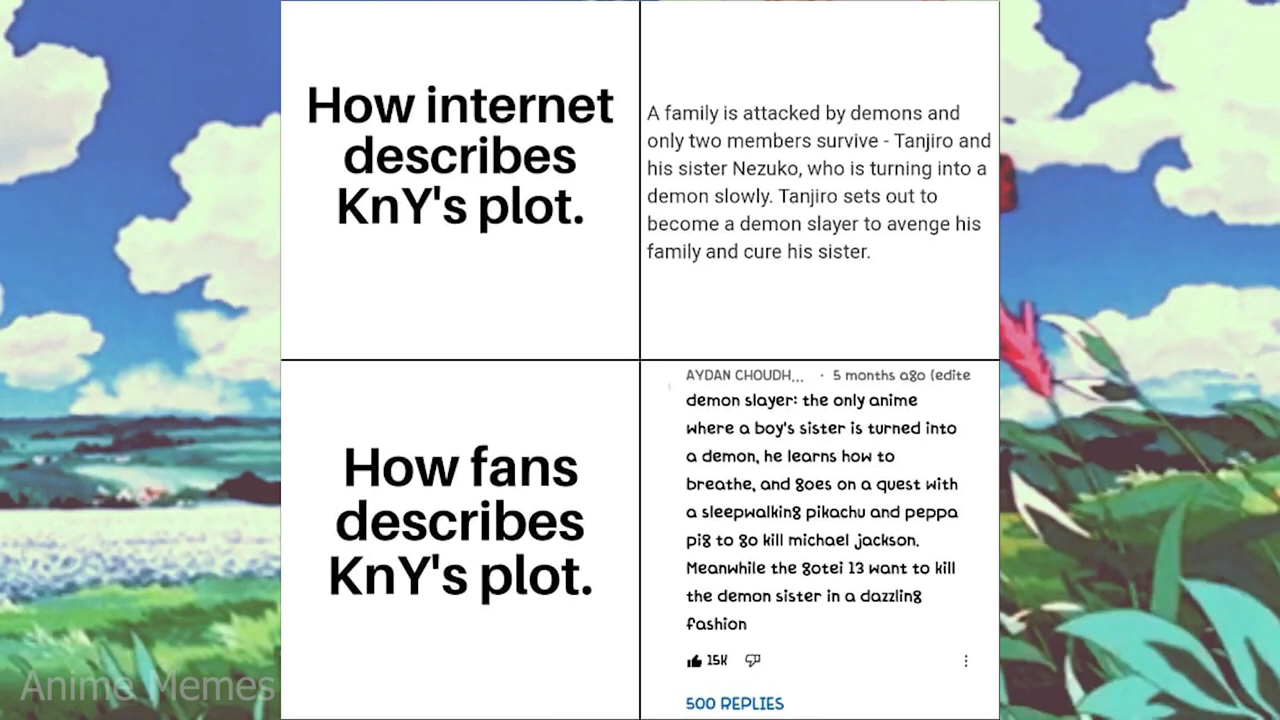 How internet
describes
KnY's plot.
A family is attacked by demons and
only two members survive - Tanjiro and
his sister Nezuko, who is turning into a
demon slowly. Tanjiro sets out to
become a demon slayer to avenge his
family and cure his sister.
How fans
describes
KnY's plot.
AYDAN CHOUDH... · 5 months ago (edite
demon slayer: the only anime
where a boy's sister is turned into
a demon, he learns how to
breathe, and goes on a quest with
a sleepwalking pikachu and peppa
pig to go kill michael jackson.
Meanwhile the gotei 13 want to kill
the demon sister in a dazzling
fashion
15K
500 REPLIES
Anime Memes